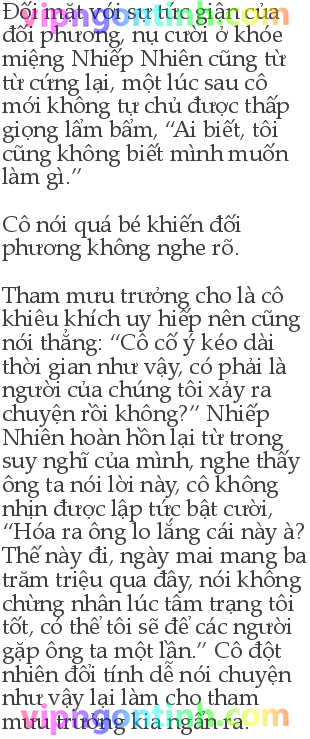 Đối mặt với sự tức giận của
đối phương, nụ cười ở khóe
miệng Nhiếp Nhiên cũng từ
từ cứng lại, một lúc sau cô
mới không tự chủ được thấp
giọng lẩm bẩm, “Ai biết, tôi
cũng không biết mình muốn
làm gì.”
Cô nói quá bé khiến đối
phương không nghe rõ.
Tham mưu trưởng cho là cô
khiêu khích uy hiếp nên cũng
nói thẳng: “Cô cố ý kéo dài
thời gian như vậy, có phải là
người của chúng tôi xảy ra
chuyện rồi không?” Nhiếp
Nhiên hoàn hồn lại từ trong
suy nghĩ của mình, nghe thấy
ông ta nói lời này, cô không
nhịn được lập tức bật cười,
“Hóa ra ông lo lắng cái này à?
Thế này đi, ngày mai mang ba
trăm triệu qua đây, nói không
chừng nhân lúc tâm trạng tôi
tốt, có thể tôi sẽ để các người
gặp ông ta một lần.” Cô đột
nhiên đổi tính dễ nói chuyện
như vậy lại làm cho tham
mưu trưởng kia ngẩn ra.
vipngontinh.com
vipngontinh.com